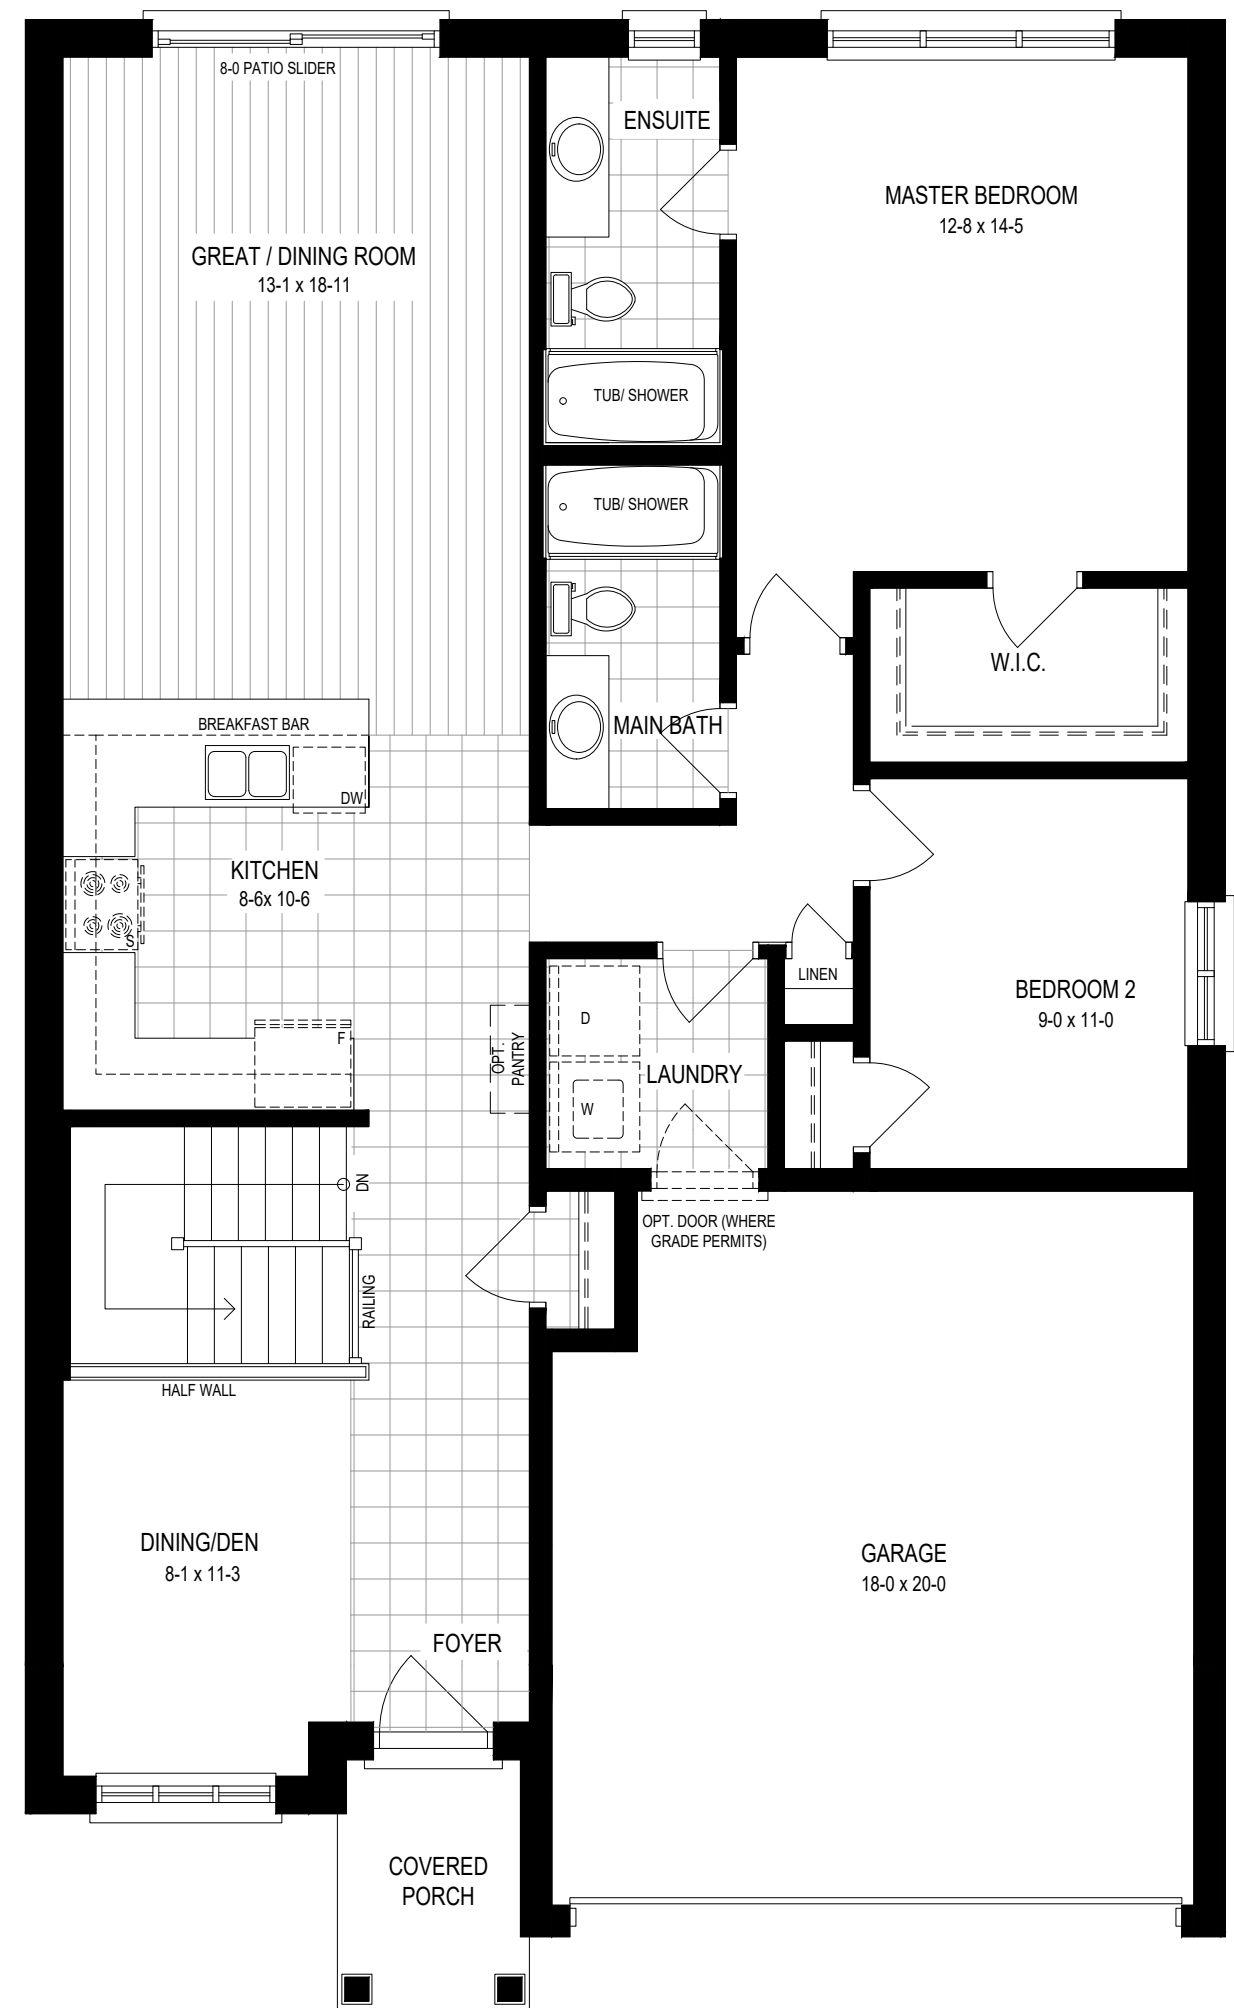 8-0 PATIO SLIDER
ENSUITE
MASTER BEDROOM
12-8 x 14-5
GREAT / DINING ROOM
13-1 x 18-11
TUB/ SHOWER
TUB/ SHOWER
W.I.C.
BREAKFAST BAR
MAIN BATH
DW
KITCHEN
8-6x 10-6
S
LINEN
BEDROOM 2
9-0 x 11-0
D
F
OPT.
PANTRY
LAUNDRY
W
DN
OPT. DOOR (WHERE
GRADE PERMITS)
RAILING
HALF WALL
DINING/DEN
8-1 x 11-3
GARAGE
18-0 x 20-0
FOYER
COVERED
PORCH